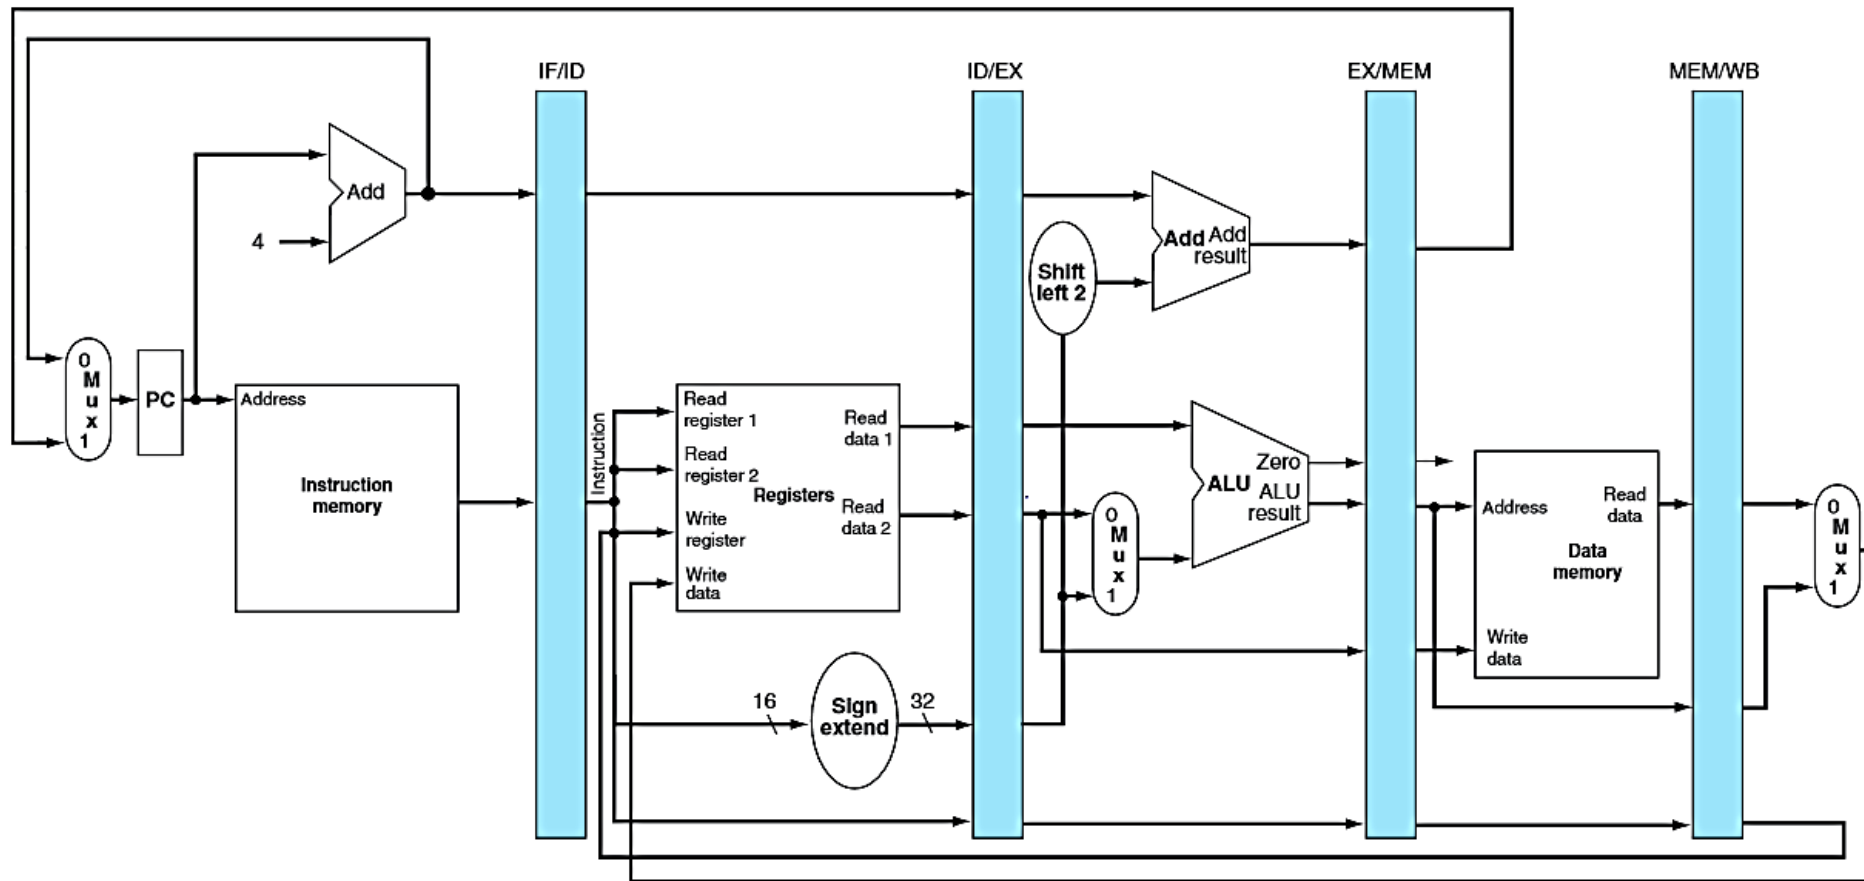 IF/ID
ID/EX
EX/MEM
MEM/WB
Add
4
Add
Add
result
Shift
left 2
0
M
u
x
1
PC
Address
Instruction
memory
Instruction
Read
register 1
Read
register 2
Write
register
Write
data
Registers
Read
data 1
Read
data 2
16
Sign
extend
32
0
M
u
x
1
Zero
ALU
ALU
result
Address
Read
data
Data
memory
Write
data
0
M
u
x
1